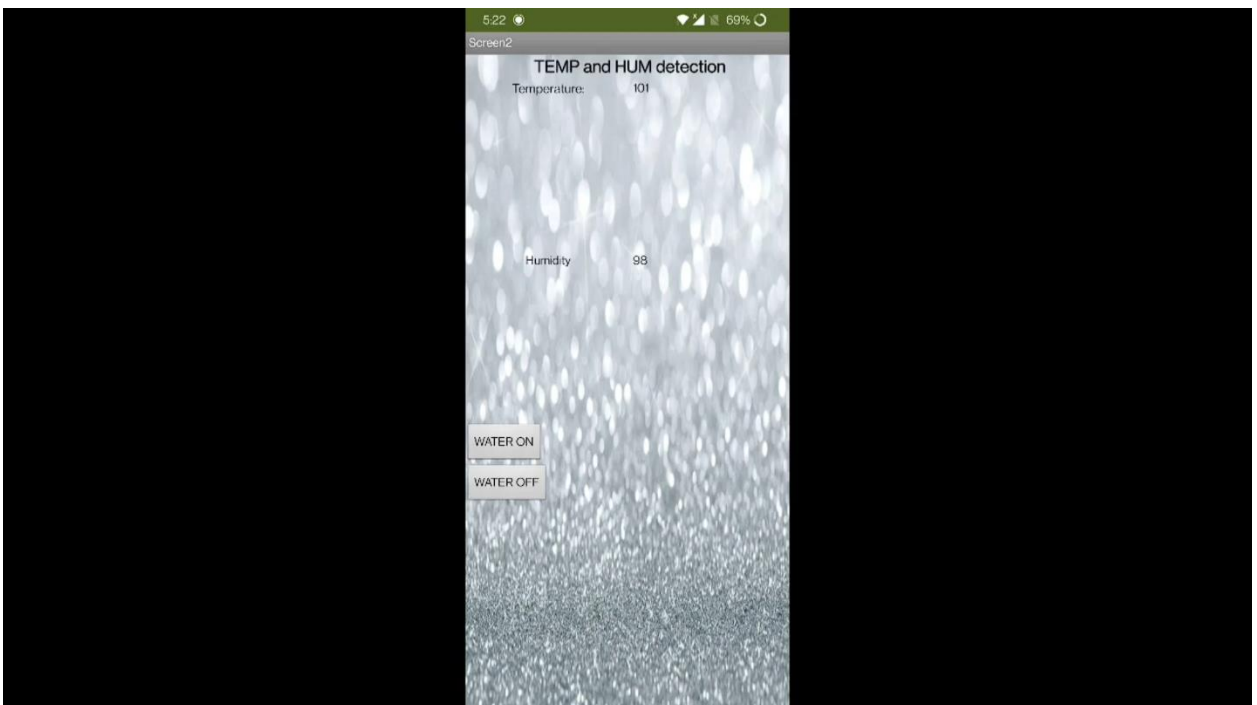 5:22 69%
Screen2
TEMP and HUM detection
Temperature: 101
Humidity 98
WATER ON
WATER OFF